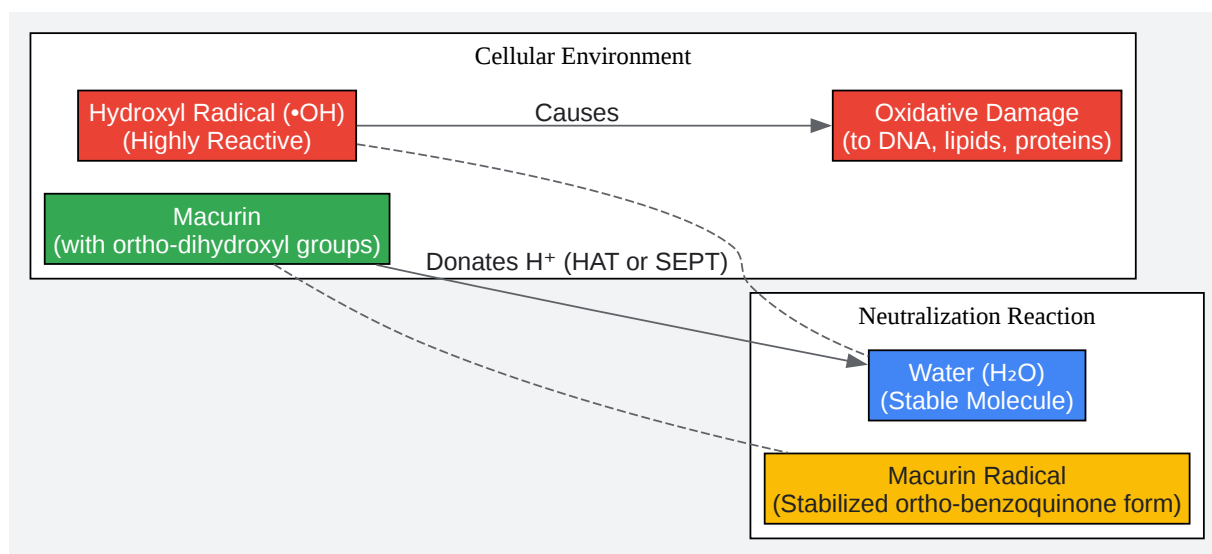 Cellular Environment
Hydroxyl Radical (•OH)
(Highly Reactive)
Causes
Oxidative Damage
(to DNA, lipids, proteins)
Macurin
(with ortho-dihydroxyl groups)
Donates H⁺ (HAT or SEPT)
Neutralization Reaction
Water (H₂O)
(Stable Molecule)
Macurin Radical
(Stabilized ortho-benzoquinone form)